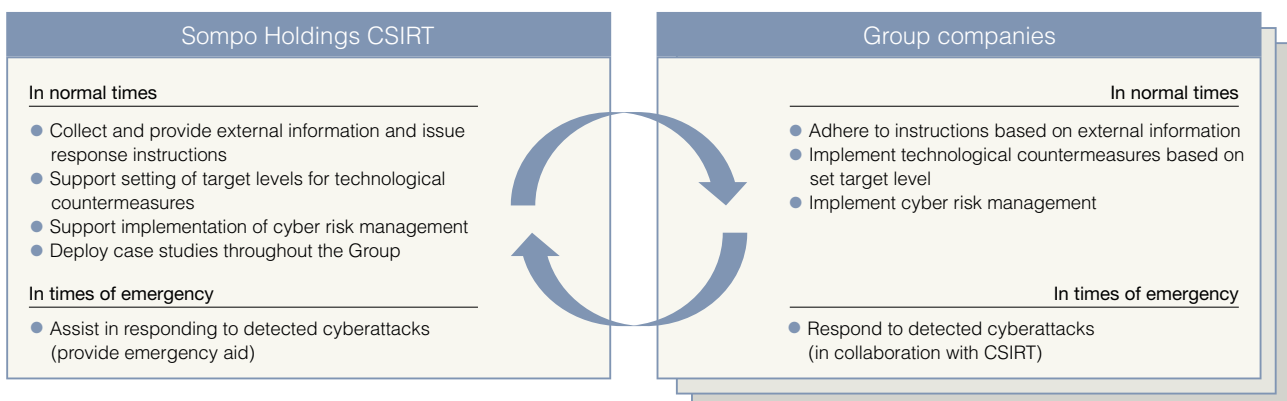 Sompo Holdings CSIRT
In normal times
● Collect and provide external information and issue
response instructions
● Support setting of target levels for technological
countermeasures
● Support implementation of cyber risk management
● Deploy case studies throughout the Group
In times of emergency
● Assist in responding to detected cyberattacks
(provide emergency aid)
Group companies
In normal times
● Adhere to instructions based on external information
● Implement technological countermeasures based on
set target level
● Implement cyber risk management
In times of emergency
● Respond to detected cyberattacks
(in collaboration with CSIRT)